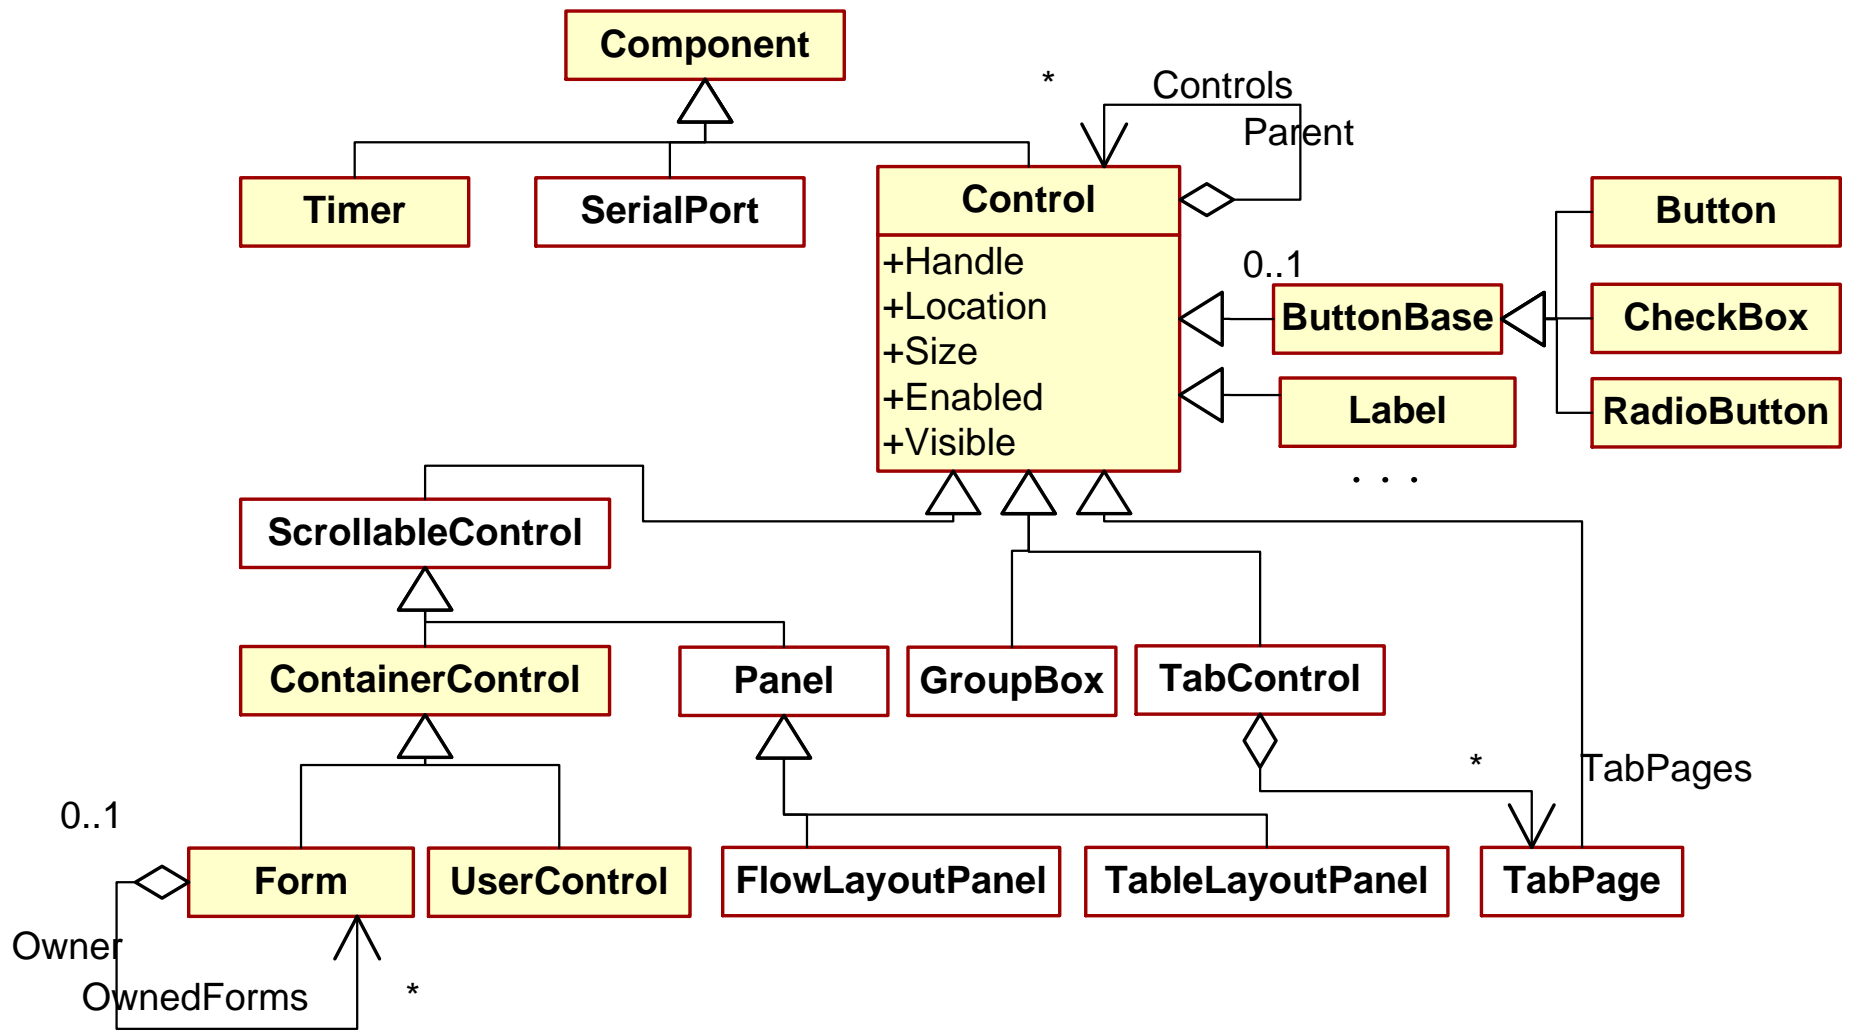 Component
*
Controls
Parent
Timer
SerialPort
Control
Button
+Handle
0..1
+Location
ButtonBase
CheckBox
+Size
+Enabled
Label
RadioButton
+Visible
. . .
ScrollableControl
ContainerControl
Panel
GroupBox
TabControl
*
TabPages
0..1
Form
UserControl
FlowLayoutPanel
TableLayoutPanel
TabPage
Owner
OwnedForms
*